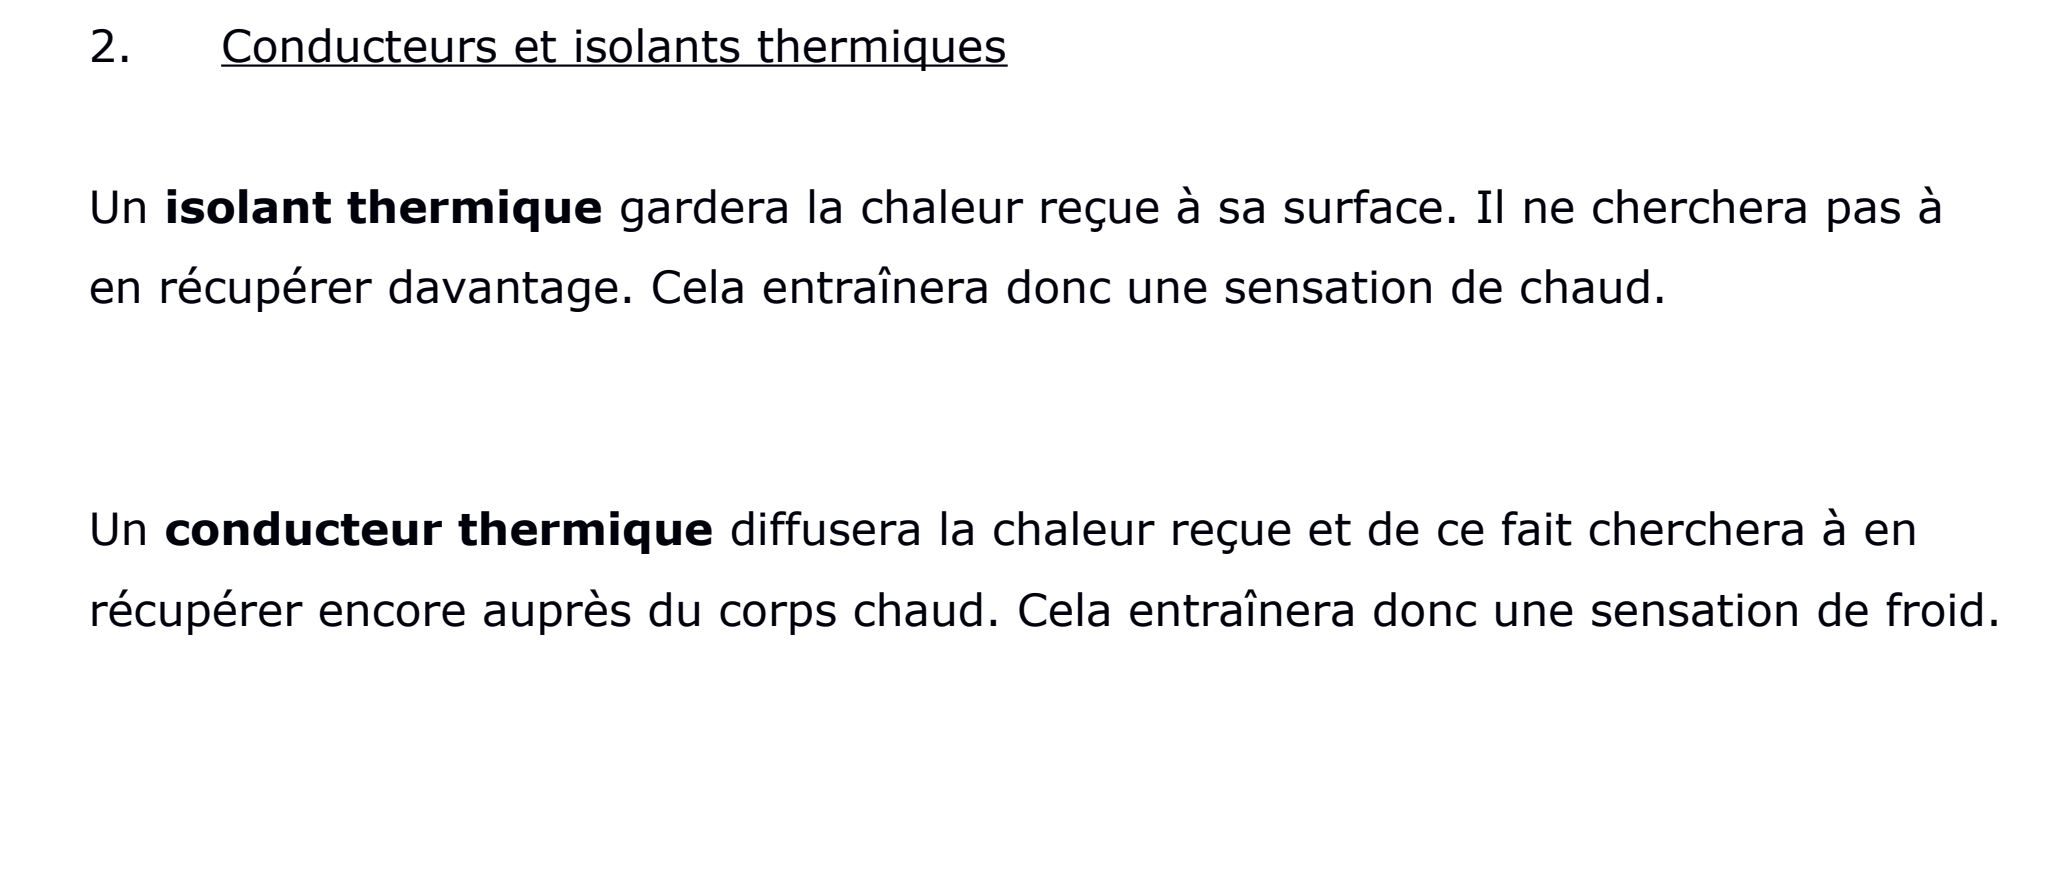 2. Conducteurs et isolants thermiques
Un isolant thermique gardera la chaleur reçue à sa surface. Il ne cherchera pas à
en récupérer davantage. Cela entraînera donc une sensation de chaud.
Un conducteur thermique diffusera la chaleur reçue et de ce fait cherchera à en
récupérer encore auprès du corps chaud. Cela entraînera donc une sensation de froid.